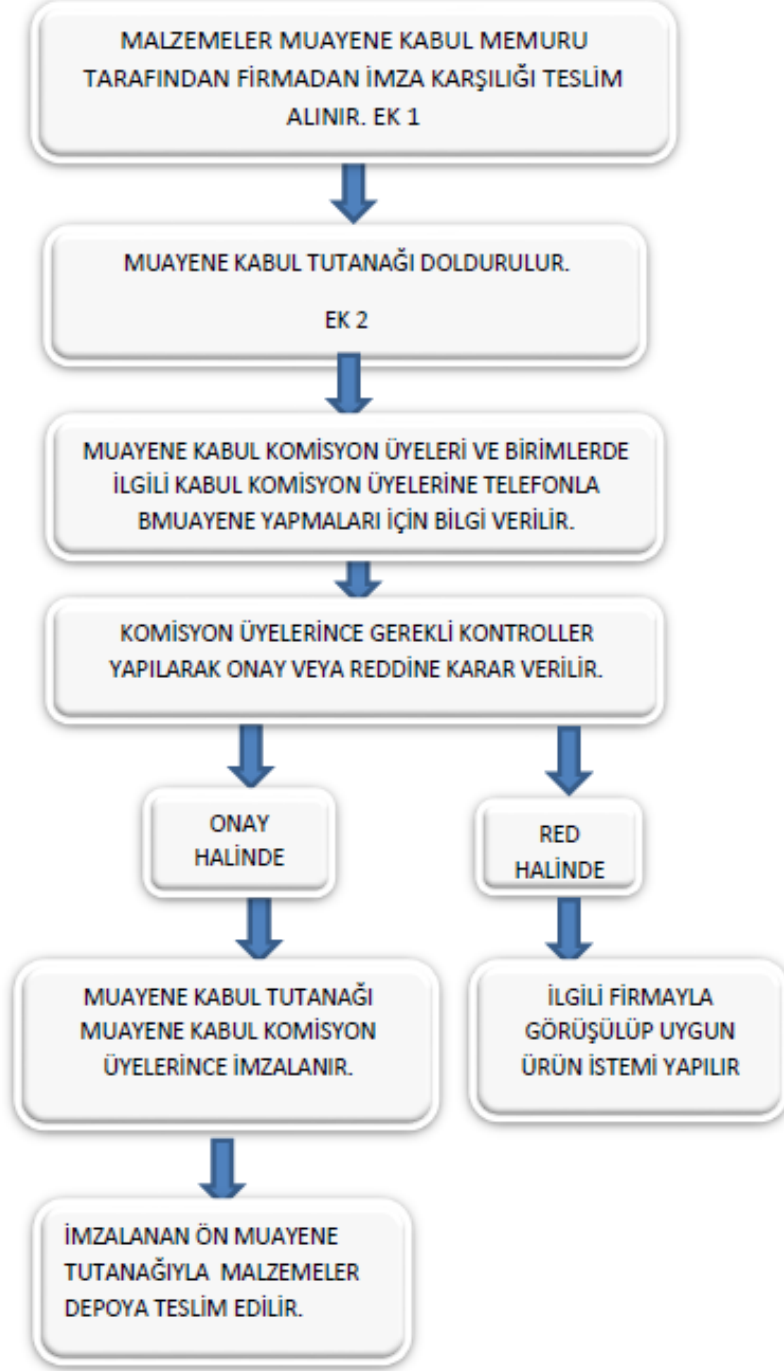 MALZEMELER MUAYENE KABUL MEMURU
TARAFINDAN FİRMADAN İMZA KARŞILIĞI TESLİM
ALINIR. EK 1
MUAYENE KABUL TUTANAĞI DOLDURULUR.
EK 2
MUAYENE KABUL KOMİSYON ÜYELERİ VE BİRİMLERDE
İLGİLİ KABUL KOMİSYON ÜYELERİNE TELEFONLA
BMUAYENE YAPMALARI İÇİN BİLGİ VERİLİR.
KOMİSYON ÜYELERİNCE GEREKLİ KONTROLLER
YAPILARAK ONAY VEYA REDDİNE KARAR VERİLİR.
ONAY
HALİNDE
RED
HALİNDE
MUAYENE KABUL TUTANAĞI
MUAYENE KABUL KOMİSYON
ÜYELERİNCE İMZALANIR.
İLGİLİ FİRMAYLA
GÖRÜŞÜLÜP UYGUN
ÜRÜN İSTEMİ YAPILIR
İMZALANAN ÖN MUAYENE
TUTANAĞIYLA MALZEMELER
DEPOYA TESLİM EDİLİR.